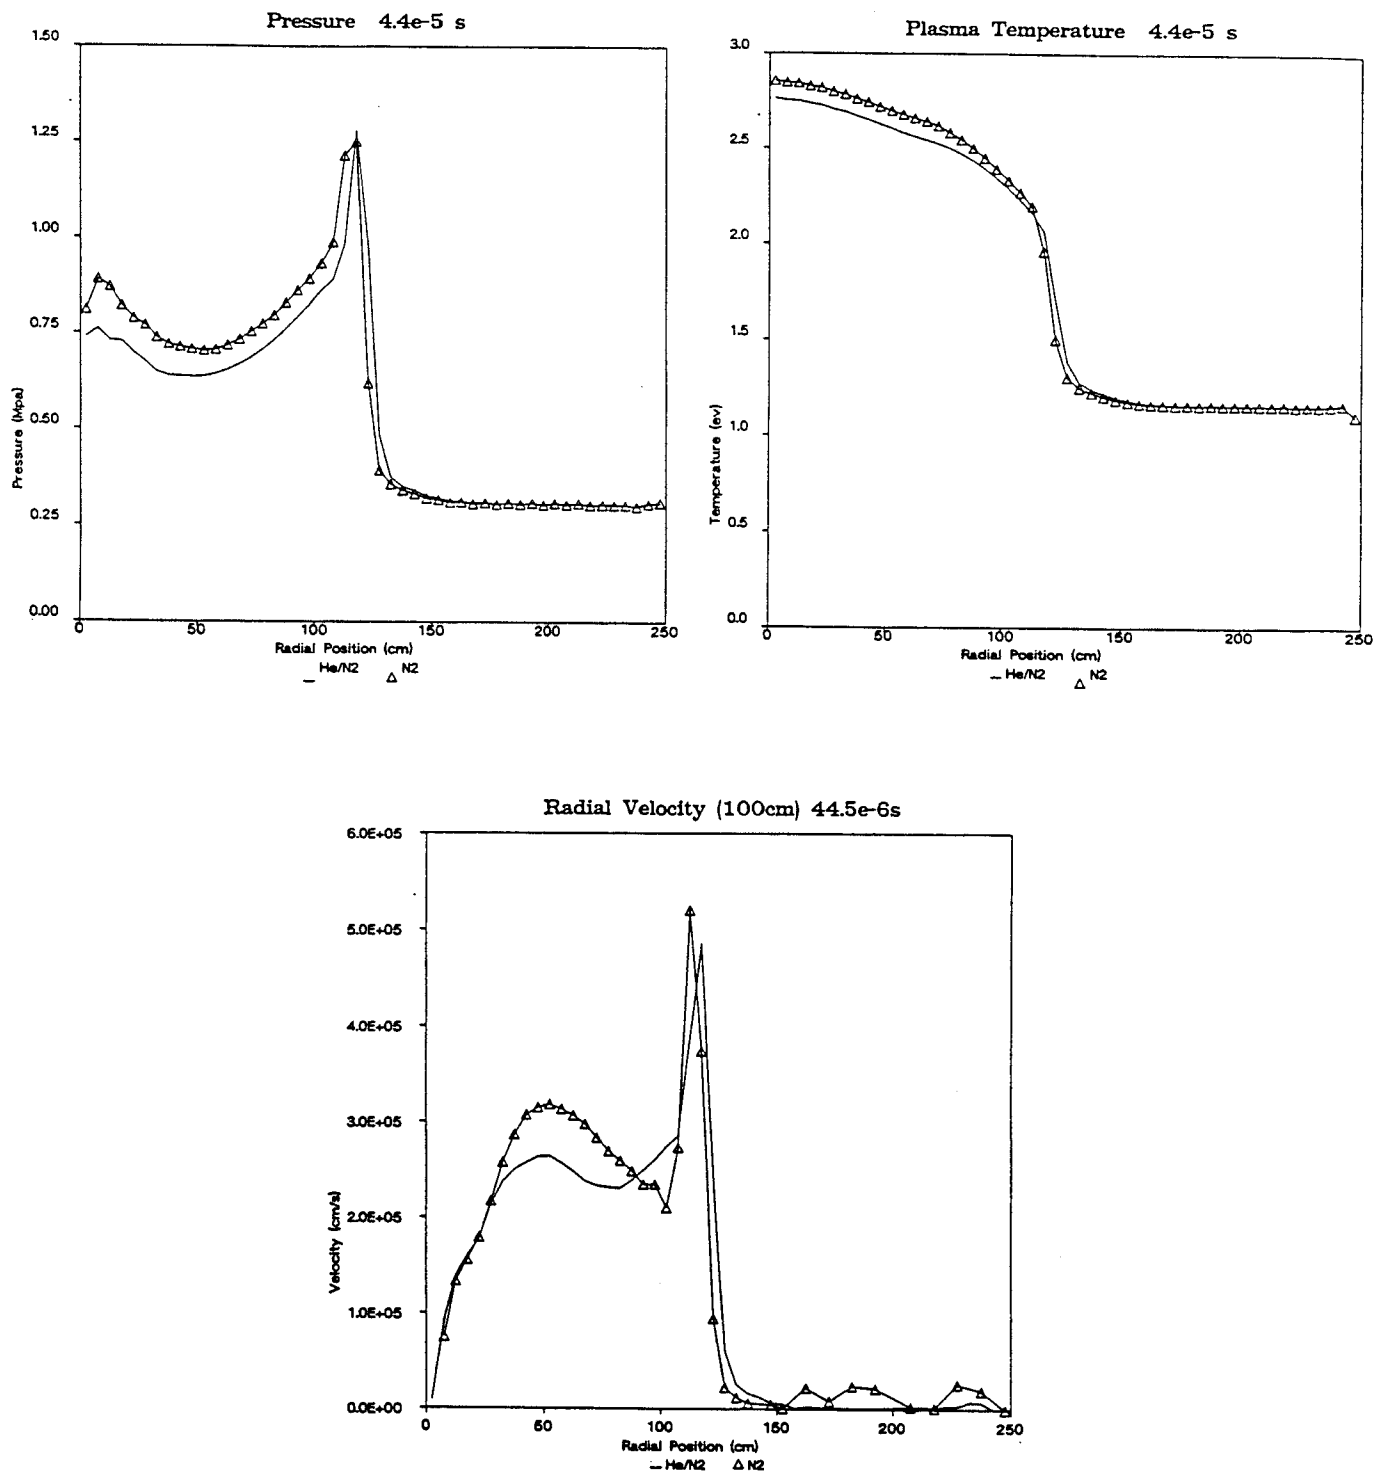 Pressure 4.4e-5 s
1.50
1.25
1.00
0.75
0.50
0.25
0.00
Pressure (Mpa)
0 50 100 150 200 250
Radial Position (cm)
He/N2 N2
Plasma Temperature 4.4e-5 s
3.0
2.5
2.0
1.5
1.0
0.5
0.0
Temperature (ev)
0 50 100 150 200 250
Radial Position (cm)
He/N2 N2
Radial Velocity (100cm) 44.5e-6s
6.0E+05
5.0E+05
4.0E+05
3.0E+05
2.0E+05
1.0E+05
0.0E+00
Velocity (cm/s)
0 50 100 150 200 250
Radial Position (cm)
He/N2 N2